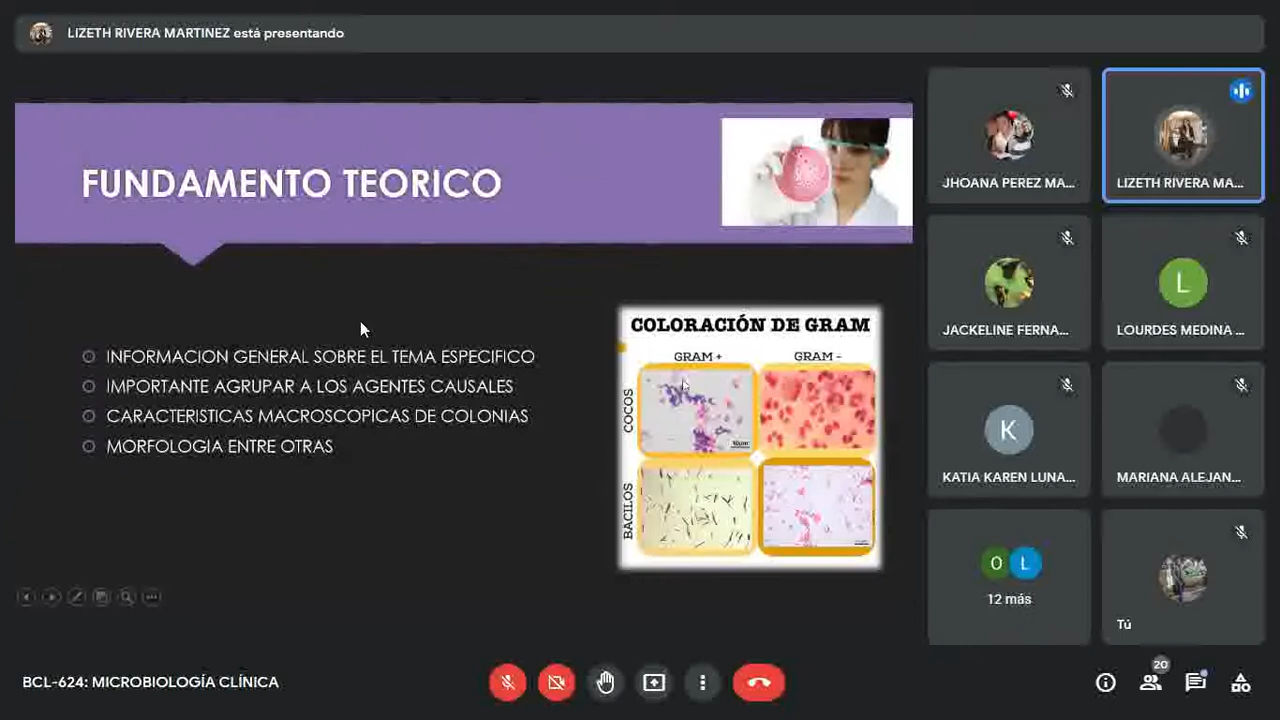 LIZETH RIVERA MARTINEZ está presentando
FUNDAMENTO TEORICO
INFORMACION GENERAL SOBRE EL TEMA ESPECIFICO
IMPORTANTE AGRUPAR A LOS AGENTES CAUSALES
CARACTERISTICAS MACROSCOPICAS DE COLONIAS
MORFOLOGIA ENTRE OTRAS
COLORACIÓN DE GRAM
GRAM + GRAM -
COCOS
BACILOS
JHOANA PEREZ MA...
LIZETH RIVERA MA...
JACKELINE FERNA...
L
LOURDES MEDINA ...
K
KATIA KAREN LUNA...
MARIANA ALEJAN...
O L
12 más
Tú
BCL-624: MICROBIOLOGÍA CLÍNICA
20